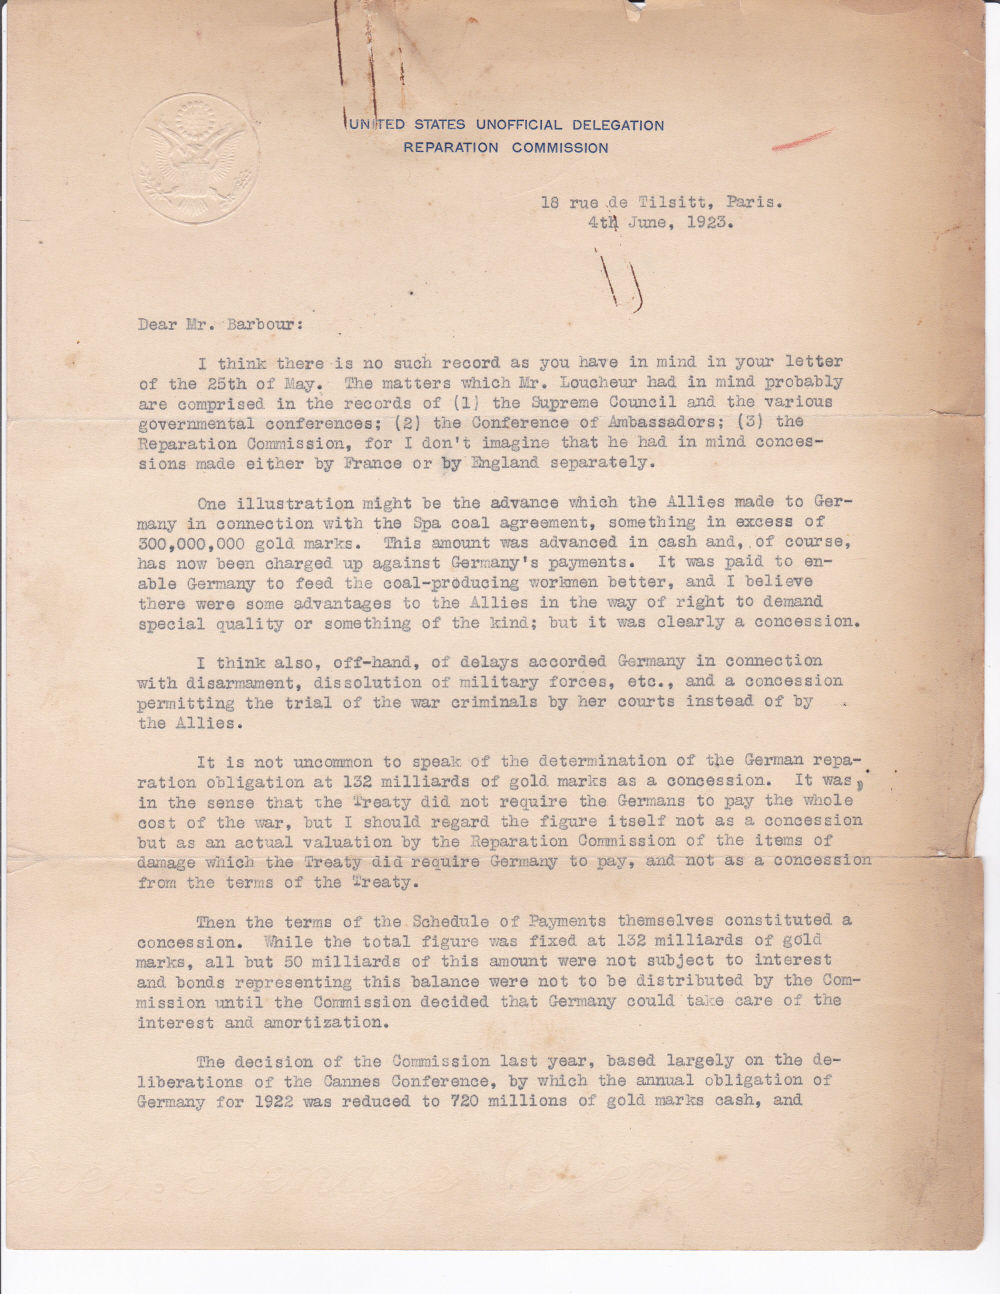 UNITED STATES UNOFFICIAL DELEGATION
REPARATION COMMISSION
18 rue de Tilsitt, Paris.
4th June, 1923.
Dear Mr. Barbour:
I think there is no such record as you have in mind in your letter
of the 25th of May. The matters which Mr. Loucheur had in mind probably
are comprised in the records of (1) the Supreme Council and the various
governmental conferences; (2) the Conference of Ambassadors; (3) the
Reparation Commission, for I don't imagine that he had in mind conces-
sions made either by France or by England separately.
One illustration might be the advance which the Allies made to Ger-
many in connection with the Spa coal agreement, something in excess of
300,000,000 gold marks. This amount was advanced in cash and, of course,
has now been charged up against Germany's payments. It was paid to en-
able Germany to feed the coal-producing workmen better, and I believe
there were some advantages to the Allies in the way of right to demand
special quality or something of the kind; but it was clearly a concession.
I think also, off-hand, of delays accorded Germany in connection
with disarmament, dissolution of military forces, etc., and a concession
permitting the trial of the war criminals by her courts instead of by
the Allies.
It is not uncommon to speak of the determination of the German repa-
ration obligation at 132 milliards of gold marks as a concession. It was,
in the sense that the Treaty did not require the Germans to pay the whole
cost of the war, but I should regard the figure itself not as a concession
but as an actual valuation by the Reparation Commission of the items of
damage which the Treaty did require Germany to pay, and not as a concession
from the terms of the Treaty.
Then the terms of the Schedule of Payments themselves constituted a
concession. While the total figure was fixed at 132 milliards of gold
marks, all but 50 milliards of this amount were not subject to interest
and bonds representing this balance were not to be distributed by the Com-
mission until the Commission decided that Germany could take care of the
interest and amortization.
The decision of the Commission last year, based largely on the de-
liberations of the Cannes Conference, by which the annual obligation of
Germany for 1922 was reduced to 720 millions of gold marks cash, and